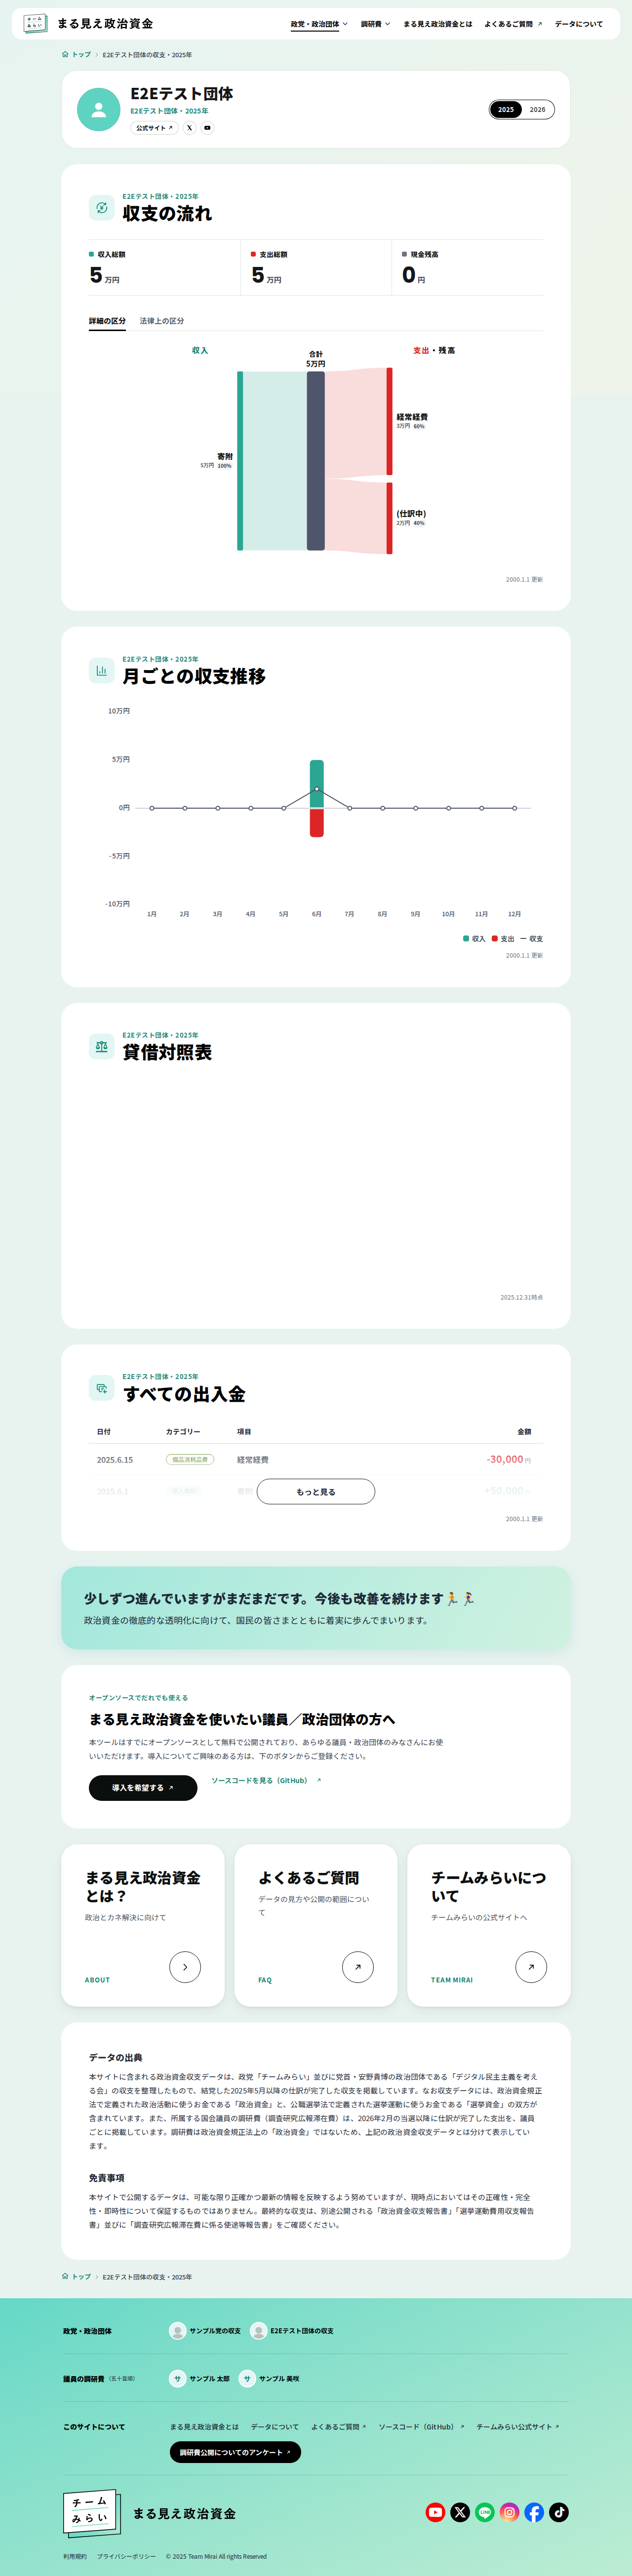 チーム
みらい
まる見え政治資金
政党・政治団体
調研費
まる見え政治資金とは
よくあるご質問
データについて
トップ
E2Eテスト団体の収支・2025年
E2Eテスト団体
E2Eテスト団体・2025年
公式サイト
2025 2026
E2Eテスト団体・2025年
収支の流れ
収入総額
5 万円
支出総額
5 万円
現金残高
0 円
詳細の区分 法律上の区分
収入
合計
5万円
支出・残高
寄附
5万円 100%
経常経費
3万円 60%
(仕訳中)
2万円 40%
2000.1.1 更新
E2Eテスト団体・2025年
月ごとの収支推移
10万円
5万円
0円
-5万円
-10万円
1月 2月 3月 4月 5月 6月 7月 8月 9月 10月 11月 12月
収入 支出 収支
2000.1.1 更新
E2Eテスト団体・2025年
貸借対照表
2025.12.31時点
E2Eテスト団体・2025年
すべての出入金
日付 カテゴリー 項目 金額
2025.6.15 備品消耗品費 経常経費 -30,000 円
2025.6.1 寄附 +50,000 円
もっと見る
2000.1.1 更新
少しずつ進んでいますがまだまだです。今後も改善を続けます🏃🏃‍♀️
政治資金の徹底的な透明化に向けて、国民の皆さまとともに着実に歩んでまいります。
オープンソースでだれでも使える
まる見え政治資金を使いたい議員／政治団体の方へ
本ツールはすでにオープンソースとして無料で公開されており、あらゆる議員・政治団体のみなさんにお使
いいただけます。導入についてご興味のある方は、下のボタンからご登録ください。
導入を希望する
ソースコードを見る（GitHub）
まる見え政治資金
とは？
政治とカネ解決に向けて
ABOUT
よくあるご質問
データの見方や公開の範囲につい
て
FAQ
チームみらいにつ
いて
チームみらいの公式サイトへ
TEAM MIRAI
データの出典
本サイトに含まれる政治資金収支データは、政党「チームみらい」並びに党首・安野貴博の政治団体である「デジタル民主主義を考え
る会」の収支を整理したもので、結党した2025年5月以降の仕訳が完了した収支を掲載しています。なお収支データには、政治資金規正
法で定義された政治活動に使うお金である「政治資金」と、公職選挙法で定義された選挙運動に使うお金である「選挙資金」の双方が
含まれています。また、所属する国会議員の調研費（調査研究広報滞在費）は、2026年2月の当選以降に仕訳が完了した支出を、議員
ごとに掲載しています。調研費は政治資金規正法上の「政治資金」ではないため、上記の政治資金収支データとは分けて表示してい
ます。
免責事項
本サイトで公開するデータは、可能な限り正確かつ最新の情報を反映するよう努めていますが、現時点においてはその正確性・完全
性・即時性について保証するものではありません。最終的な収支は、別途公開される「政治資金収支報告書」「選挙運動費用収支報告
書」並びに「調査研究広報滞在費に係る使途等報告書」をご確認ください。
トップ
E2Eテスト団体の収支・2025年
政党・政治団体
サンプル党の収支
E2Eテスト団体の収支
議員の調研費（五十音順）
サ サンプル 太郎
サ サンプル 美咲
このサイトについて
まる見え政治資金とは データについて よくあるご質問 ソースコード（GitHub） チームみらい公式サイト
調研費公開についてのアンケート
チーム
みらい
まる見え政治資金
LINE
利用規約 プライバシーポリシー © 2025 Team Mirai All rights Reserved